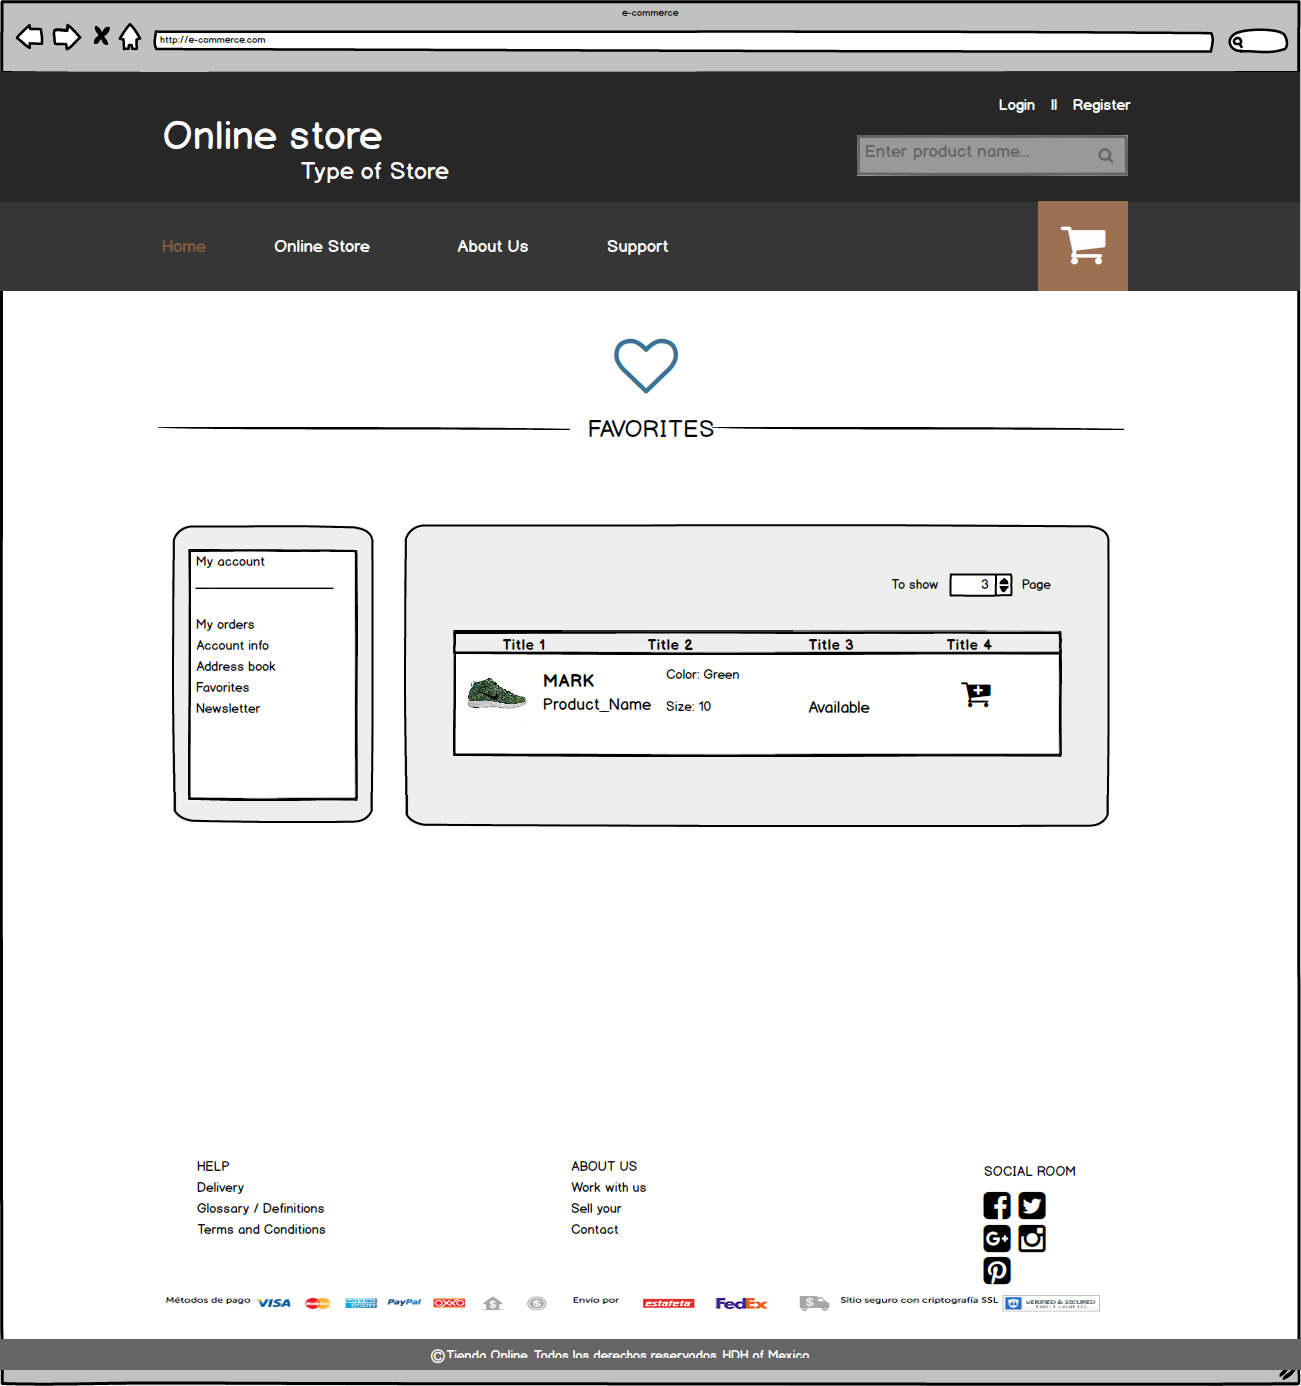 e-commerce
http://e-commerce.com
Login || Register
Online store
Type of Store
Enter product name...
Home Online Store About Us Support
FAVORITES
My account
My orders
Account info
Address book
Favorites
Newsletter
To show 3 Page
Title 1 Title 2 Title 3 Title 4
MARK
Product_Name
Color: Green
Size: 10
Available
HELP
Delivery
Glossary / Definitions
Terms and Conditions
ABOUT US
Work with us
Sell your
Contact
SOCIAL ROOM
Métodos de pago VISA MasterCard PayPal OXXO Envío por estafeta FedEx Sitio seguro con criptografía SSL VERIFIED & SECURED
©Tienda Online. Todos los derechos reservados. HDH of Mexico